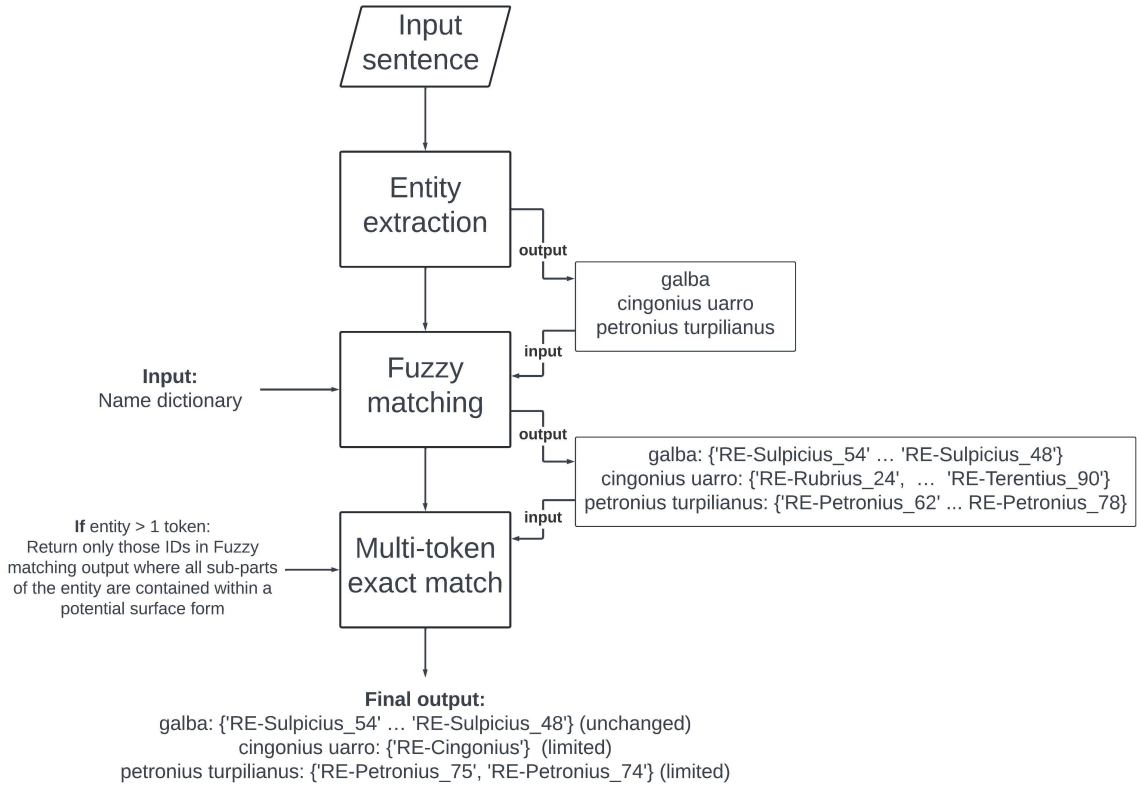 Input
sentence
Entity
extraction
output
galba
cingonius uarro
petronius turpilianus
input
Input:
Name dictionary
Fuzzy
matching
output
galba: {'RE-Sulpicius_54' … 'RE-Sulpicius_48'}
cingonius uarro: {'RE-Rubrius_24',  …  'RE-Terentius_90'}
petronius turpilianus: {'RE-Petronius_62' ... RE-Petronius_78}
input
If entity > 1 token:
Return only those IDs in Fuzzy
matching output where all sub-parts
of the entity are contained within a
potential surface form
Multi-token
exact match
Final output:
galba: {'RE-Sulpicius_54' … 'RE-Sulpicius_48'} (unchanged)
cingonius uarro: {'RE-Cingonius'}  (limited)
petronius turpilianus: {'RE-Petronius_75', 'RE-Petronius_74'} (limited)